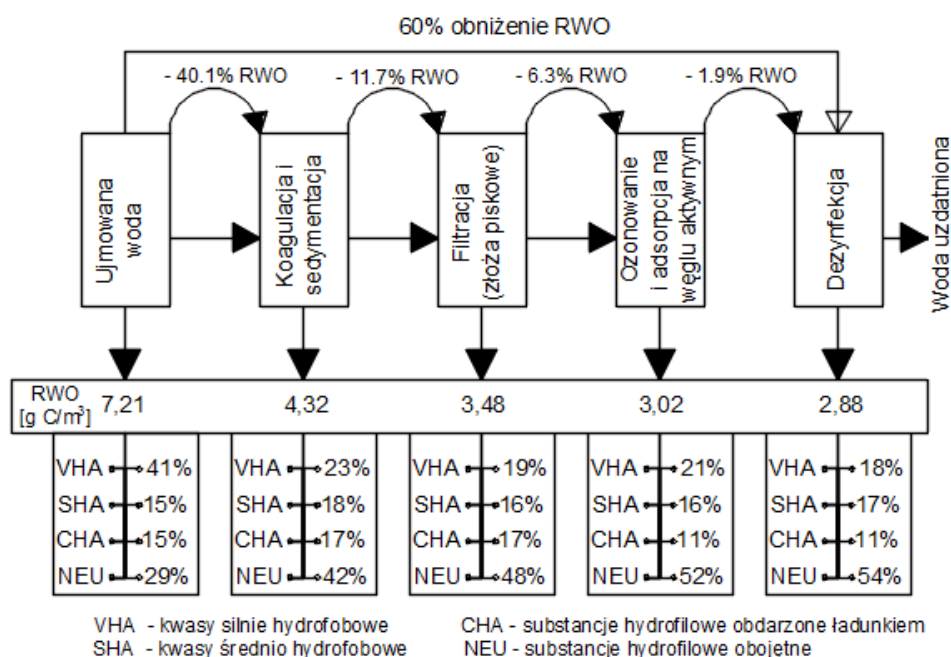 60% obniżenie RWO
- 40.1% RWO
- 11.7% RWO
- 6.3% RWO
- 1.9% RWO
Ujmowana
woda
Koagulacja i
sedymentacja
Filtracja
(złoża piskowe)
Ozonowanie
i adsorpcja na
węglu aktywnym
Dezynfekcja
Woda uzdatniona
RWO
[g C/m³]
7,21
4,32
3,48
3,02
2,88
VHA 41%
SHA 15%
CHA 15%
NEU 29%
VHA 23%
SHA 18%
CHA 17%
NEU 42%
VHA 19%
SHA 16%
CHA 17%
NEU 48%
VHA 21%
SHA 16%
CHA 11%
NEU 52%
VHA 18%
SHA 17%
CHA 11%
NEU 54%
VHA - kwasy silnie hydrofobowe
SHA - kwasy średnio hydrofobowe
CHA - substancje hydrofilowe obdarzone ładunkiem
NEU - substancje hydrofilowe obojętne